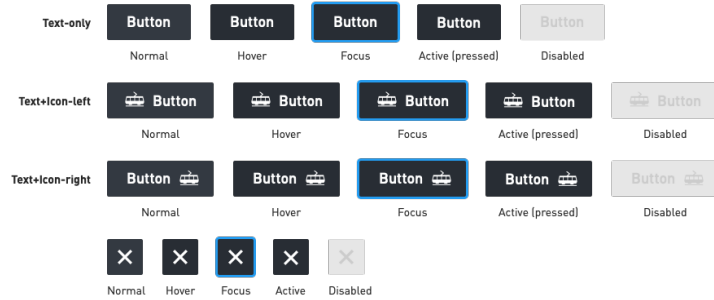 Text-only Button Button Button Button Button
Normal Hover Focus Active (pressed) Disabled
Text+Icon-left Button Button Button Button Button
Normal Hover Focus Active (pressed) Disabled
Text+Icon-right Button Button Button Button Button
Normal Hover Focus Active (pressed) Disabled
Normal Hover Focus Active Disabled